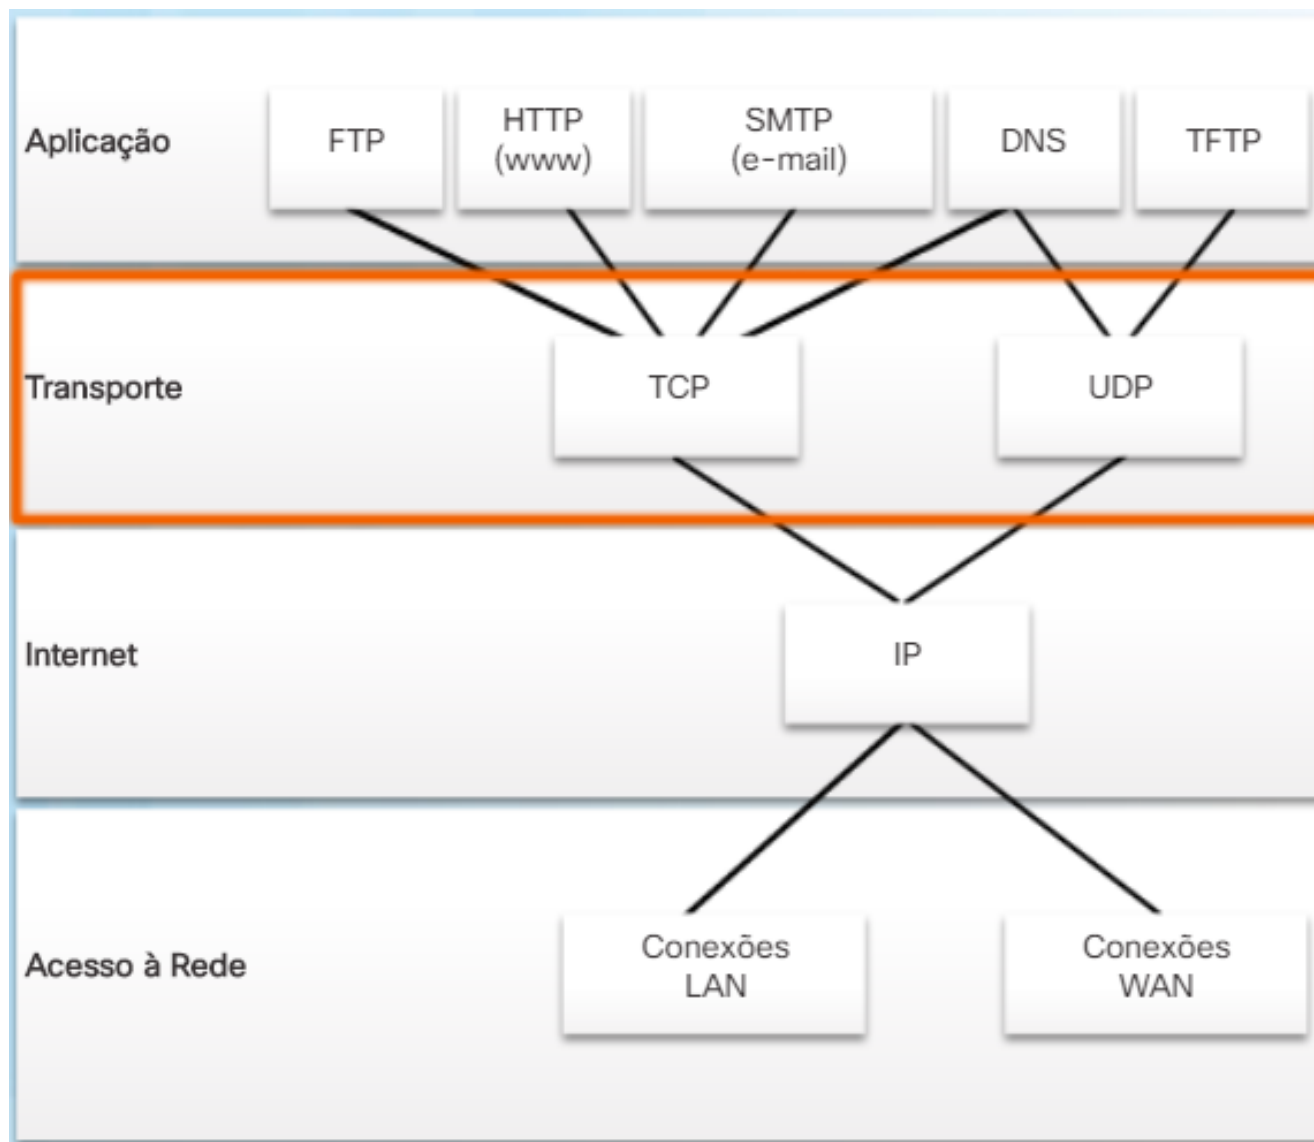 Aplicação
FTP
HTTP
(www)
SMTP
(e-mail)
DNS
TFTP
Transporte
TCP
UDP
Internet
IP
Acesso à Rede
Conexões
LAN
Conexões
WAN